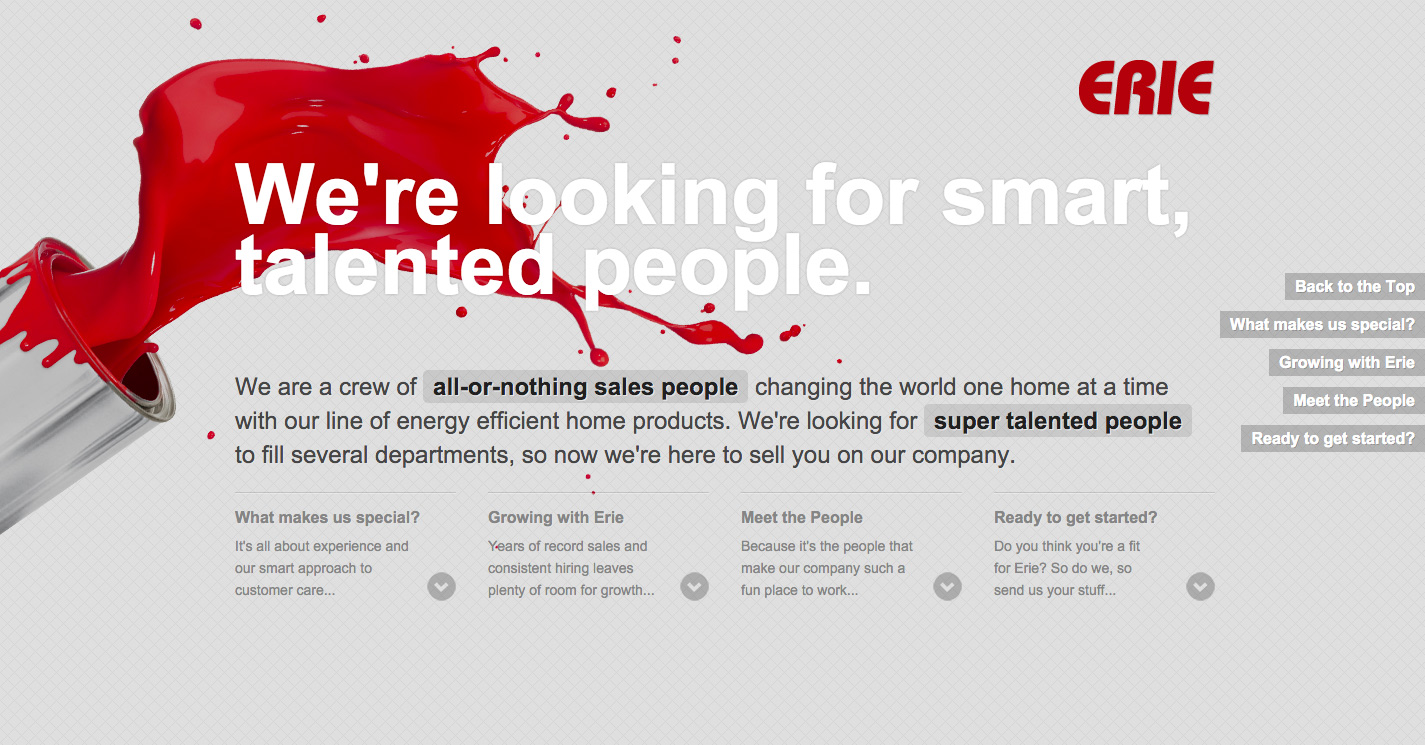 ERIE
We're looking for smart,
talented people.
Back to the Top
What makes us special?
Growing with Erie
Meet the People
Ready to get started?
We are a crew of all-or-nothing sales people changing the world one home at a time
with our line of energy efficient home products. We're looking for super talented people
to fill several departments, so now we're here to sell you on our company.
What makes us special?
It's all about experience and
our smart approach to
customer care...
Growing with Erie
Years of record sales and
consistent hiring leaves
plenty of room for growth...
Meet the People
Because it's the people that
make our company such a
fun place to work...
Ready to get started?
Do you think you're a fit
for Erie? So do we, so
send us your stuff...